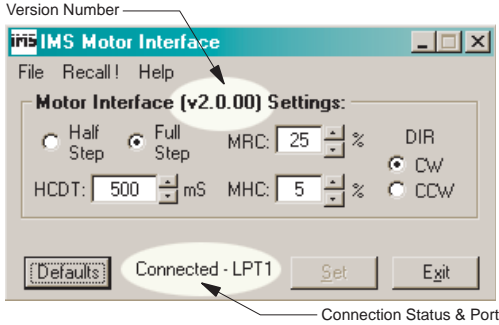 Version Number
IMS IMS Motor Interface
File Recall! Help
Motor Interface (v2.0.00) Settings:
Half Step Full Step MRC: 25 % DIR
CW
HCDT: 500 mS MHC: 5 % CCW
Defaults Connected - LPT1 Set Exit
Connection Status & Port